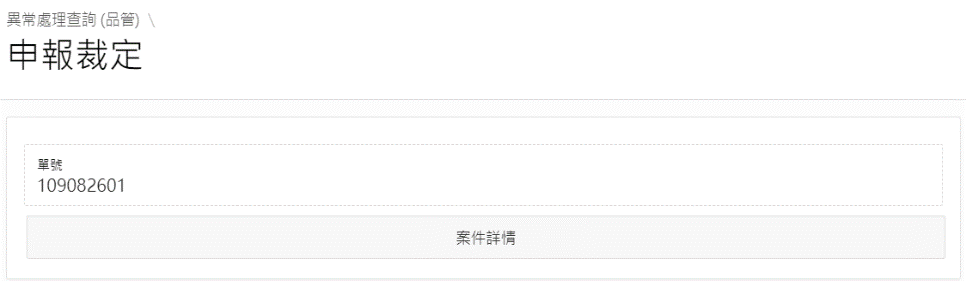 異常處理查詢 (品管) \
申報裁定
單號
109082601
案件詳情